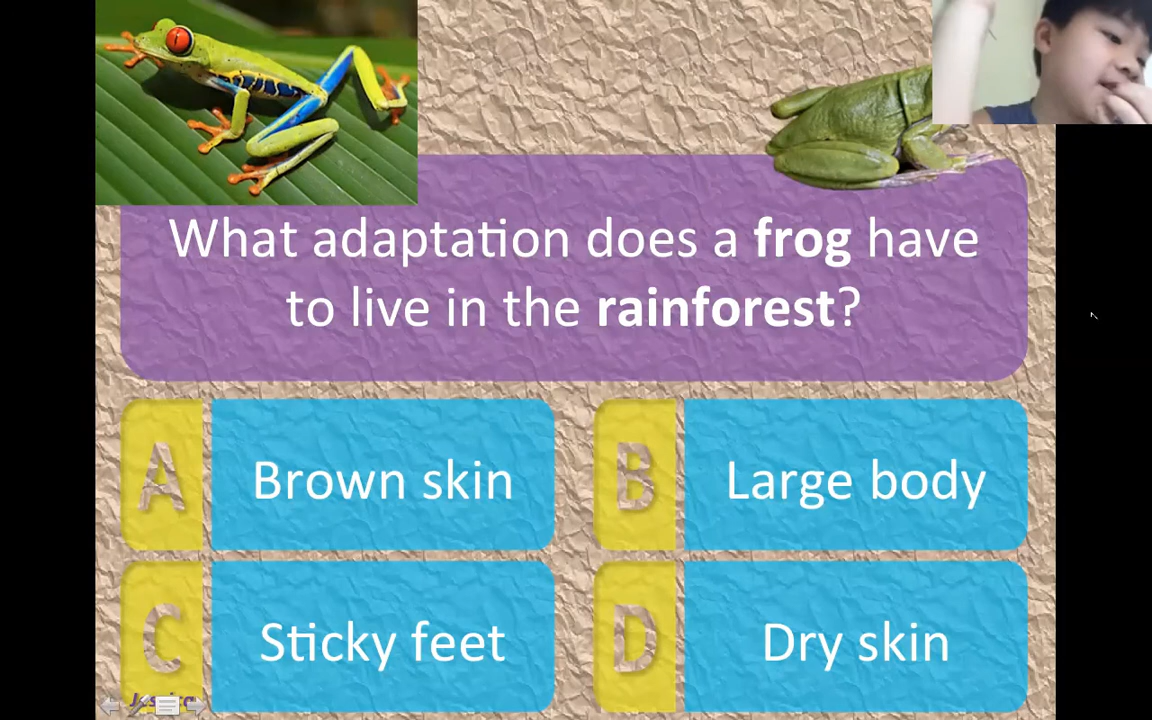 What adaptation does a frog have
to live in the rainforest?
A Brown skin
B Large body
C Sticky feet
D Dry skin